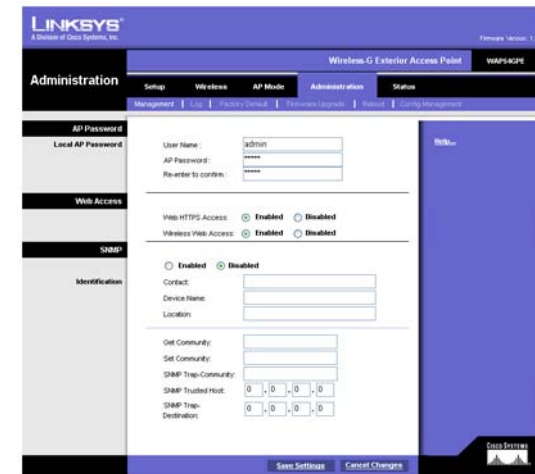 LINKSYS®
A Division of Cisco Systems, Inc.
Firmware Version: 1.
Wireless-G Exterior Access Point WAP54GPE
Administration
Setup Wireless AP Mode Administration Status
Management | Log | Factory Default | Firmware Upgrade | Reboot | Config Management
AP Password
Local AP Password
User Name : admin
AP Password : *****
Re-enter to confirm : *****
Help...
Web Access
Web HTTPS Access: Enabled Disabled
Wireless Web Access: Enabled Disabled
SNMP
Enabled Disabled
Identification
Contact:
Device Name:
Location:
Get Community:
Set Community:
SNMP Trap-Community:
SNMP Trusted Host: 0 . 0 . 0 . 0
SNMP Trap-
Destination: 0 . 0 . 0 . 0
Save Settings Cancel Changes
CISCO SYSTEMS